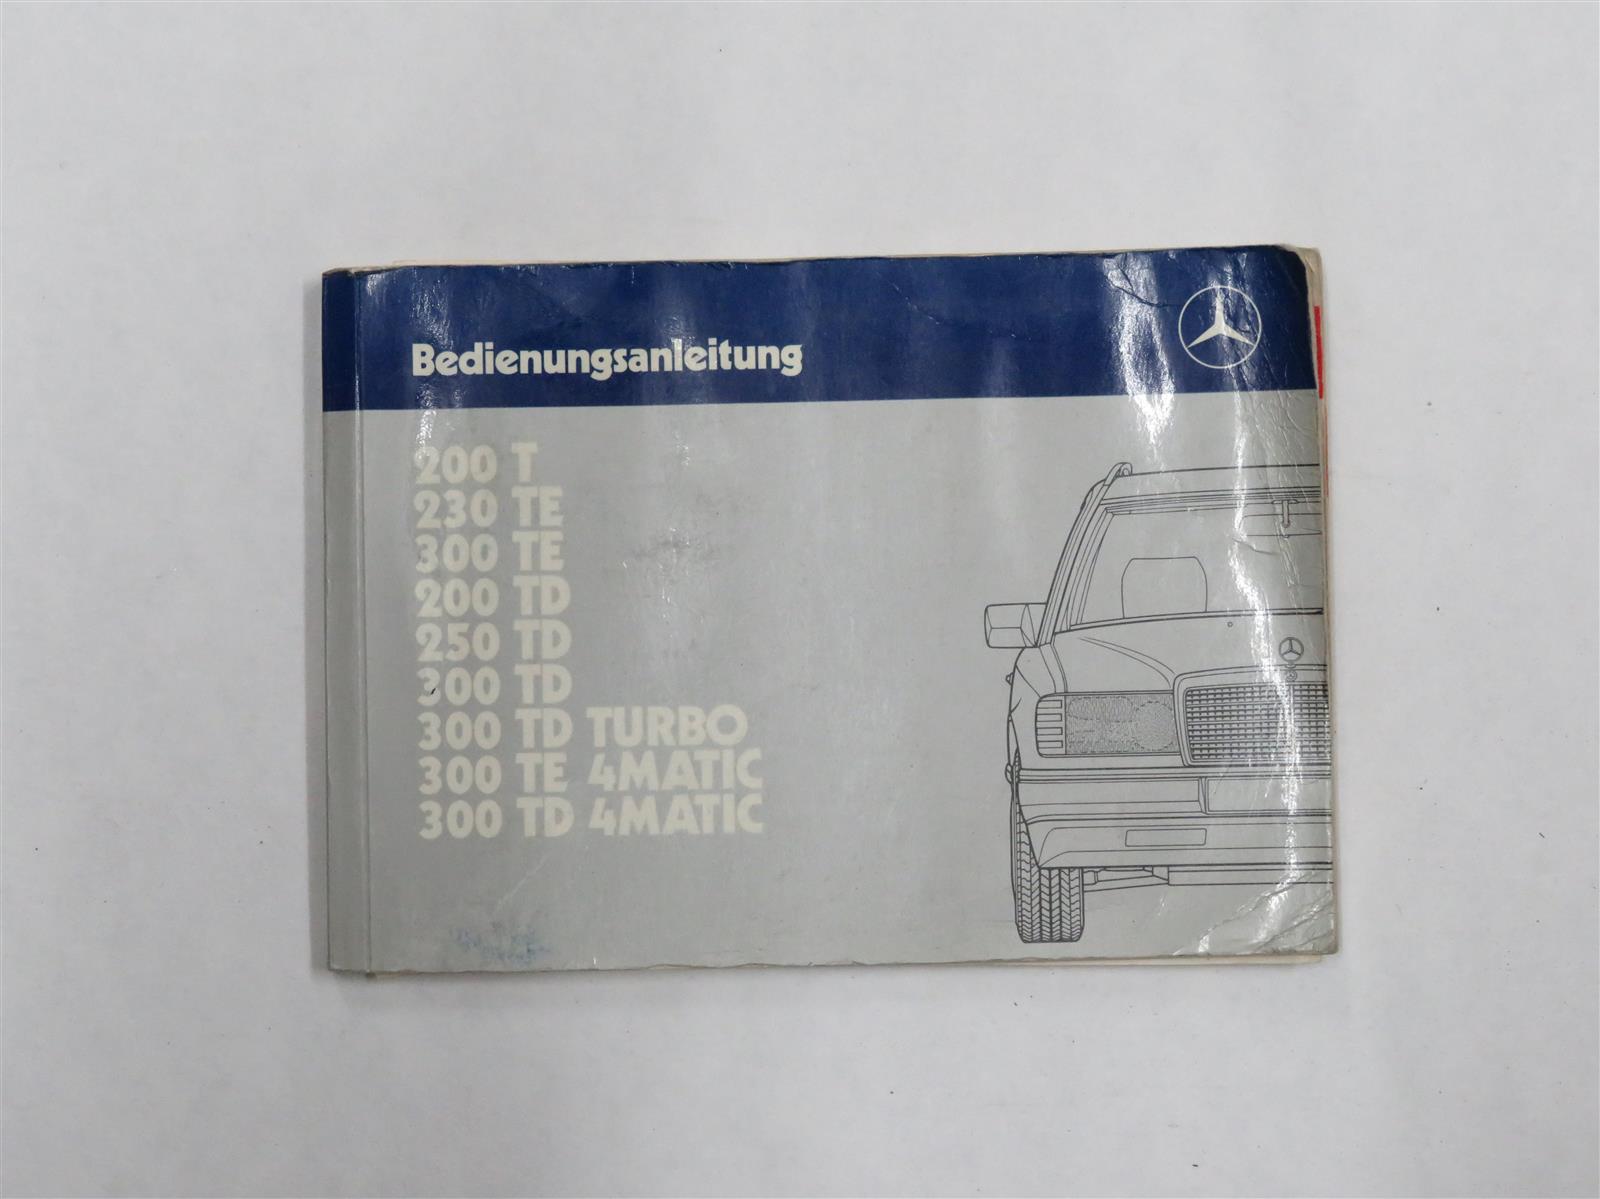 Bedienungsanleitung
200 T
230 TE
300 TE
200 TD
250 TD
300 TD
300 TD TURBO
300 TE 4MATIC
300 TD 4MATIC